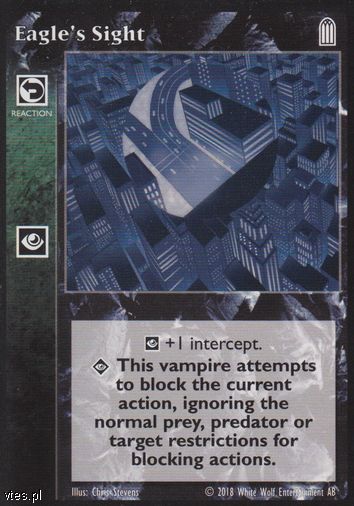 Eagle's Sight
REACTION
+1 intercept.
This vampire attempts
to block the current
action, ignoring the
normal prey, predator or
target restrictions for
blocking actions.
Illus: Chris Stevens
© 2018 White Wolf Entertainment AB
vtes.pl